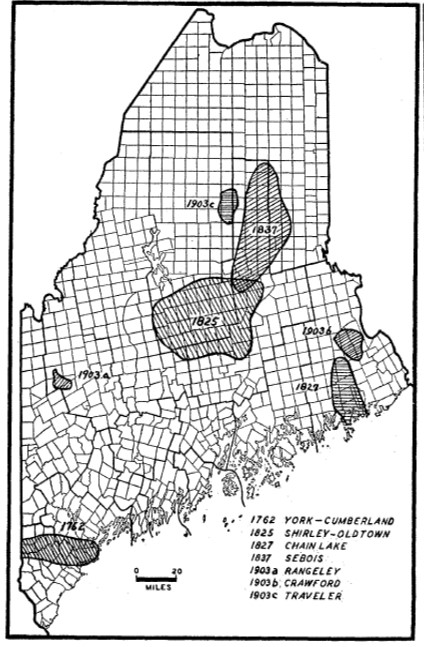 1903c
1837
1825
1903b
1903a
1827
1762
1762 YORK-CUMBERLAND
1825 SHIRLEY-OLDTOWN
1827 CHAIN LAKE
1837 SEBOIS
1903a RANGELEY
1903b CRAWFORD
1903c TRAVELER
0 20
MILES